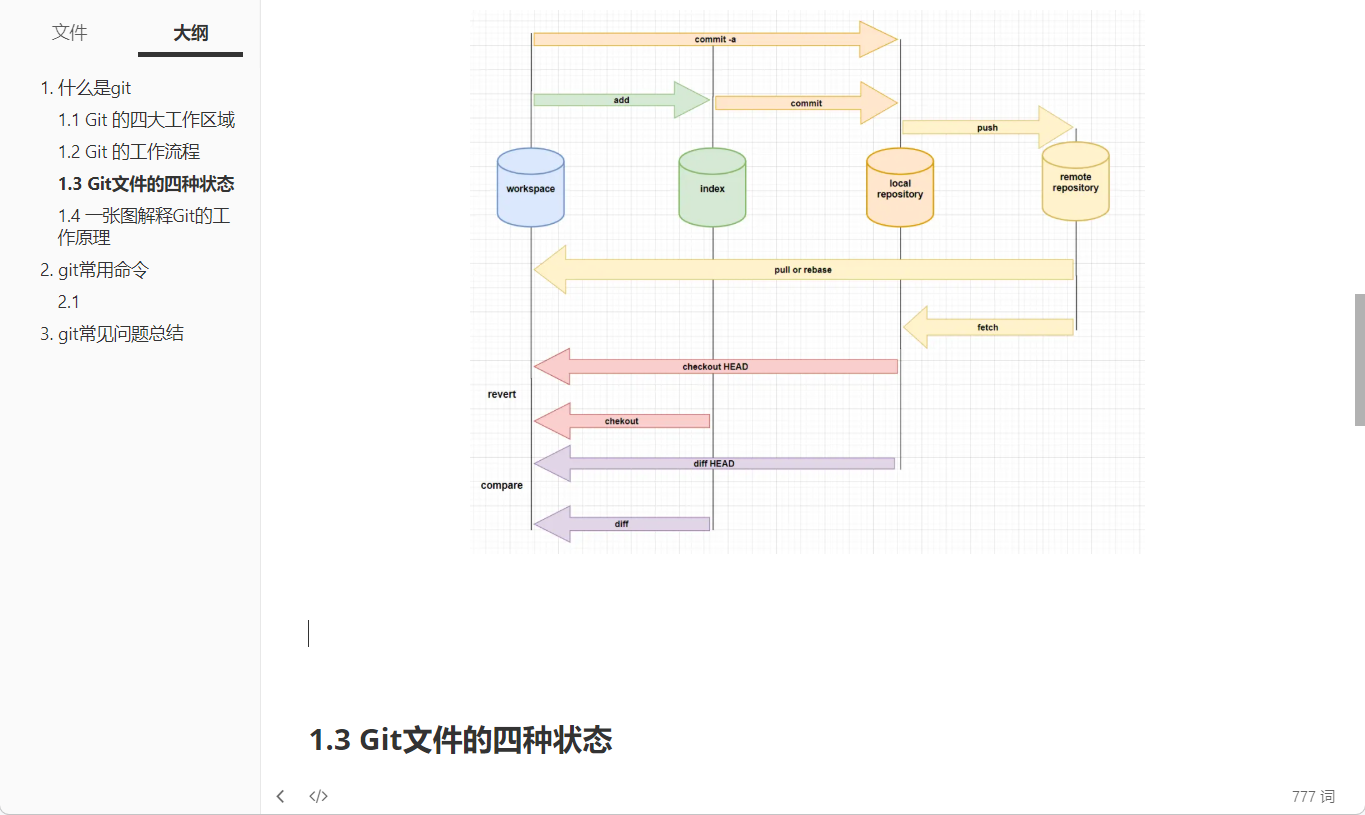 文件 大纲
1. 什么是git
1.1 Git 的四大工作区域
1.2 Git 的工作流程
1.3 Git文件的四种状态
1.4 一张图解释Git的工
作原理
2. git常用命令
2.1
3. git常见问题总结
commit -a
add
commit
push
workspace
index
local
repository
remote
repository
pull or rebase
fetch
checkout HEAD
revert
chekout
diff HEAD
compare
diff
1.3 Git文件的四种状态
777 词